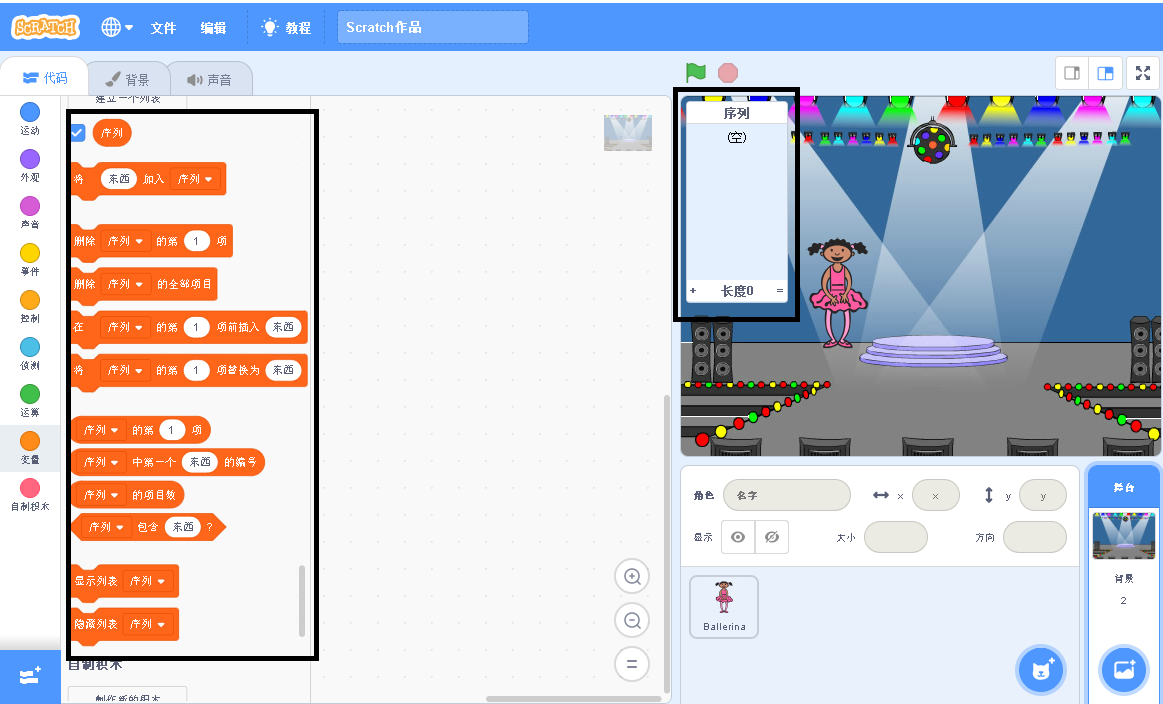 SCRATCH
文件
编辑
教程
Scratch作品
代码
背景
声音
建立一个列表
运动
外观
声音
事件
控制
侦测
运算
变量
自制积木
序列
将 东西 加入 序列
删除 序列 的第 1 项
删除 序列 的全部项目
在 序列 的第 1 项前插入 东西
将 序列 的第 1 项替换为 东西
序列 的第 1 项
序列 中第一个 东西 的编号
序列 的项目数
序列 包含 东西 ?
显示列表 序列
隐藏列表 序列
自制积木
制作新的积木
序列
(空)
+ 长度0 =
角色 名字 x x y y
显示 大小 方向
Ballerina
舞台
背景
2